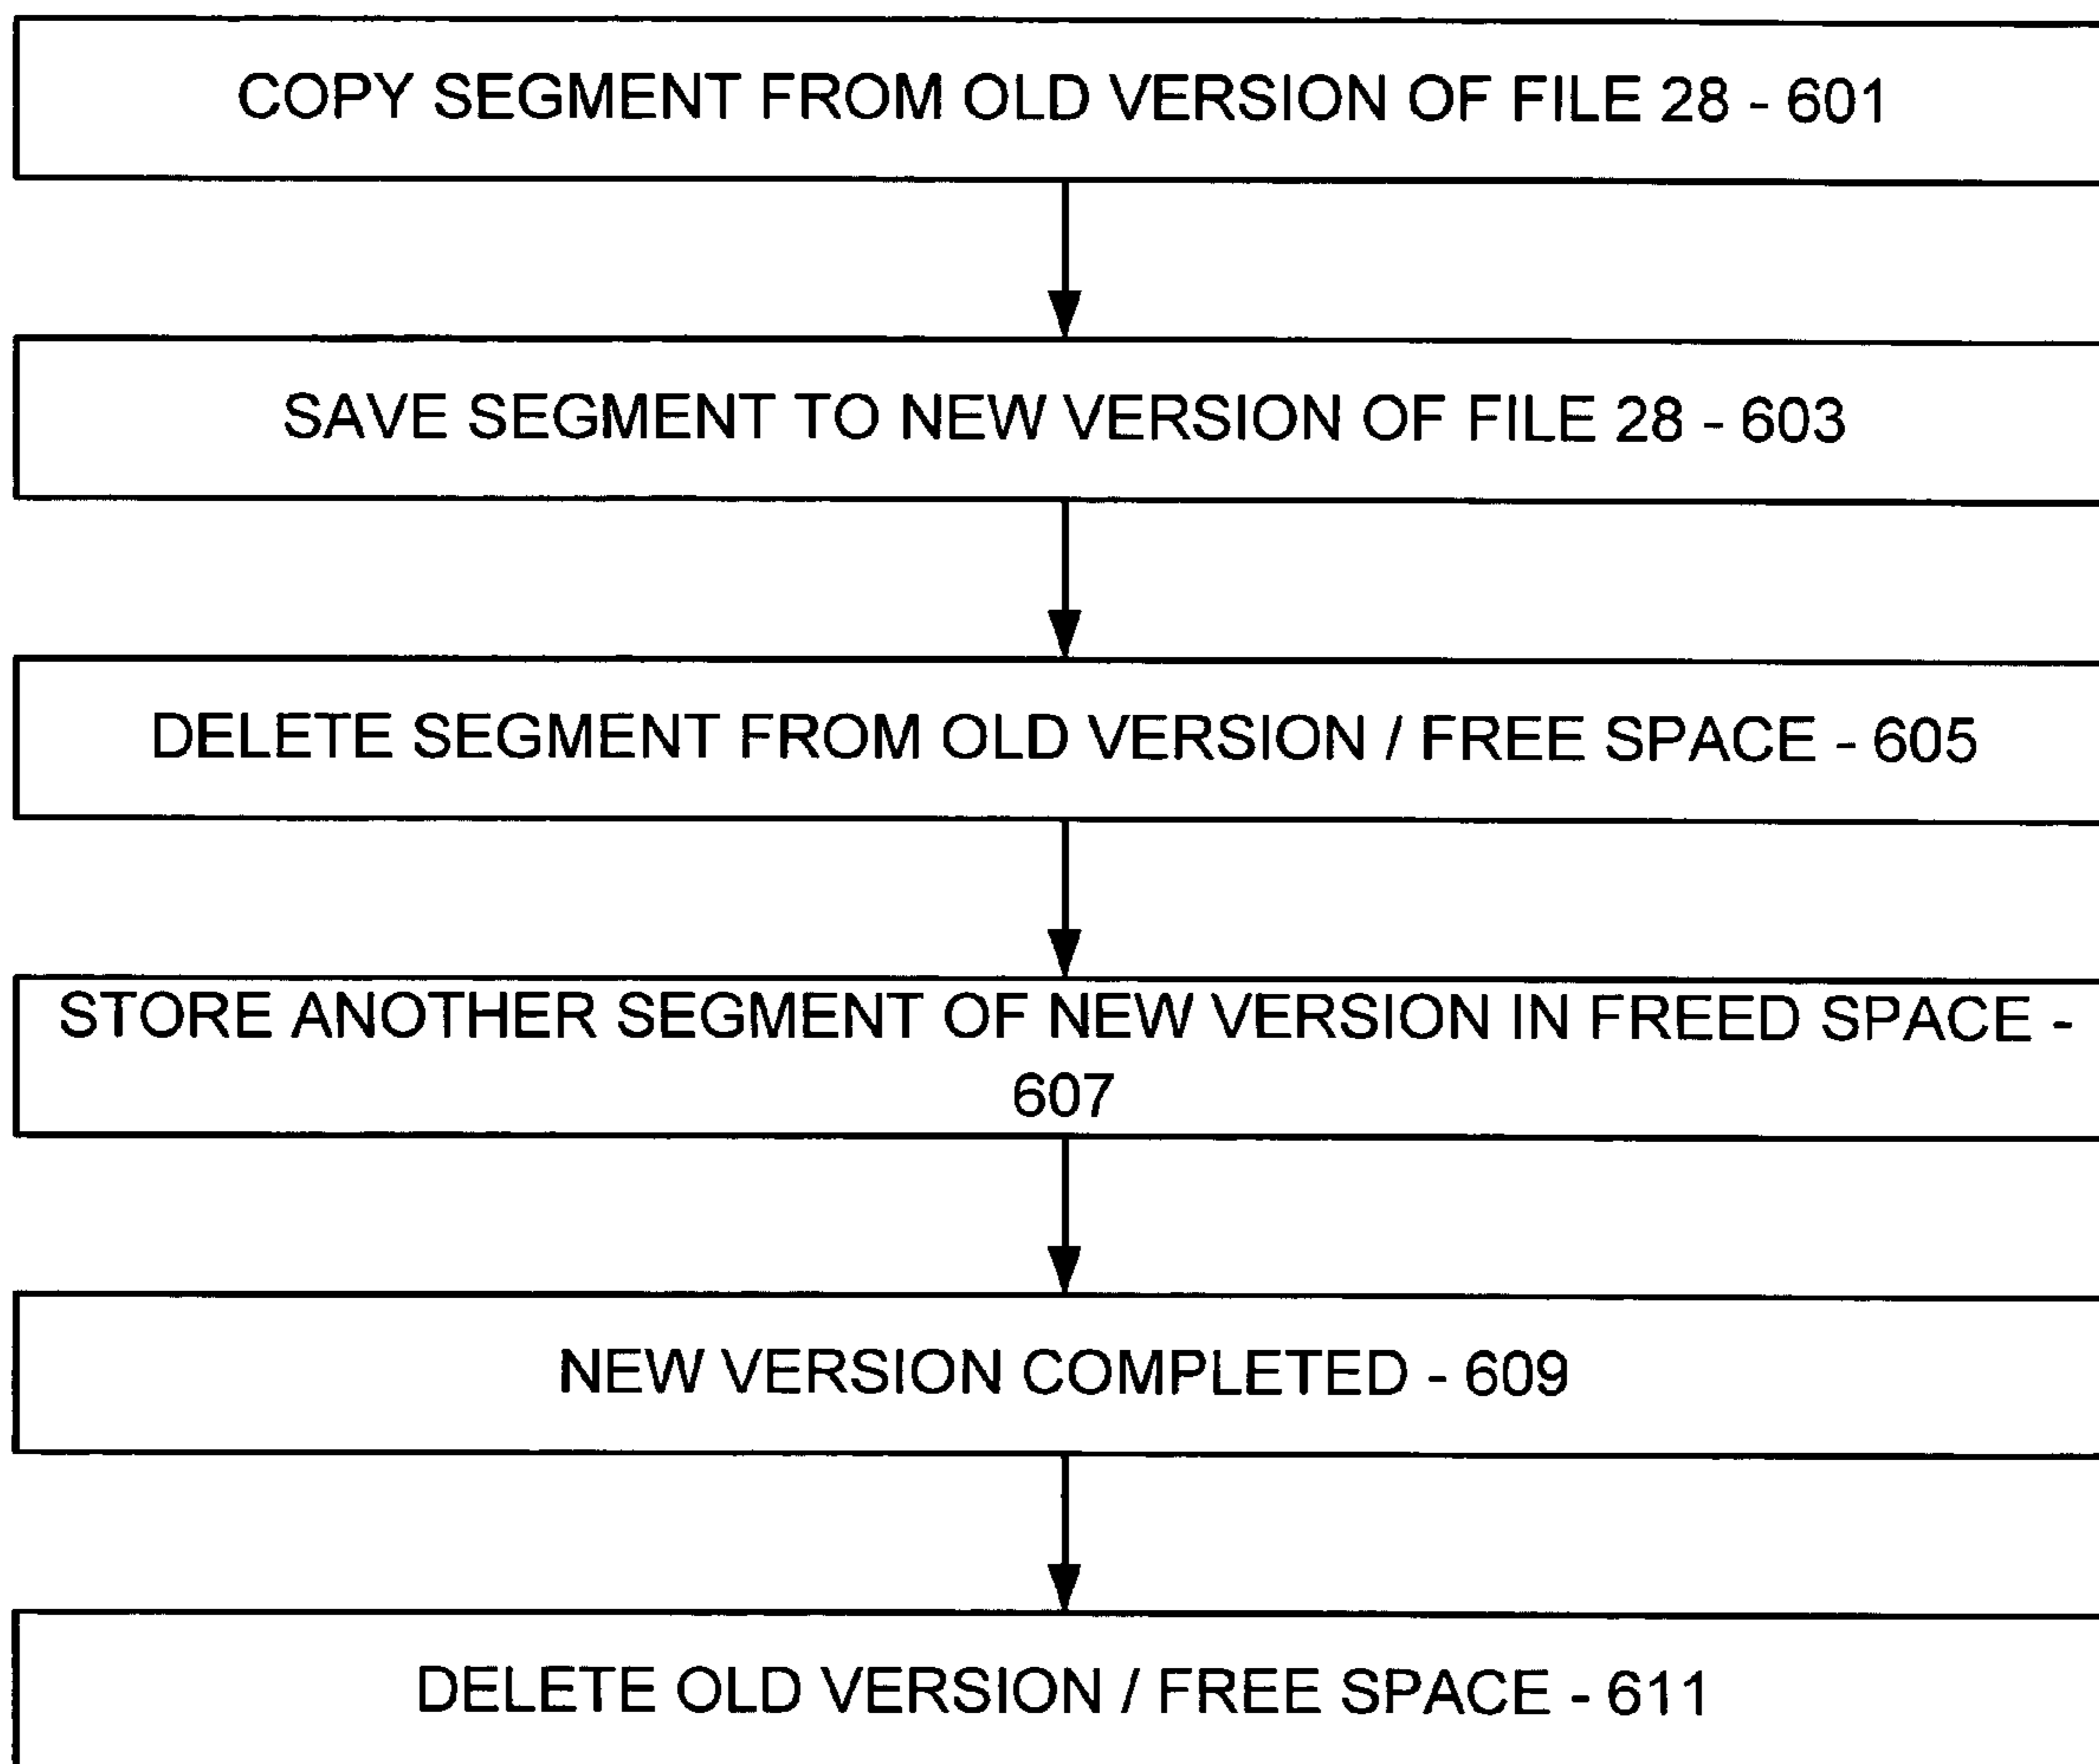 COPY SEGMENT FROM OLD VERSION OF FILE 28 - 601
SAVE SEGMENT TO NEW VERSION OF FILE 28 - 603
DELETE SEGMENT FROM OLD VERSION / FREE SPACE - 605
STORE ANOTHER SEGMENT OF NEW VERSION IN FREED SPACE -
607
NEW VERSION COMPLETED - 609
DELETE OLD VERSION / FREE SPACE - 611